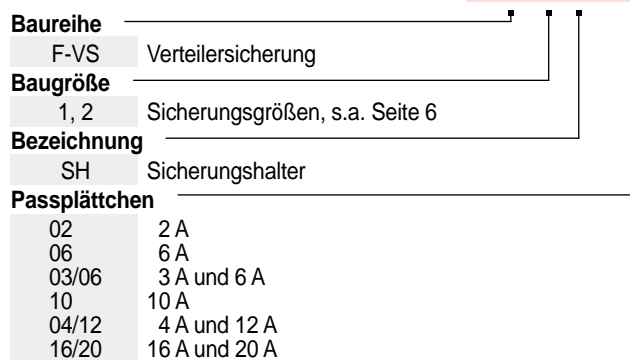 Baureihe
F-VS Verteilersicherung
Baugröße
1, 2 Sicherungsgrößen, s.a. Seite 6
Bezeichnung
SH Sicherungshalter
Passplättchen
02 2 A
06 6 A
03/06 3 A und 6 A
10 10 A
04/12 4 A und 12 A
16/20 16 A und 20 A